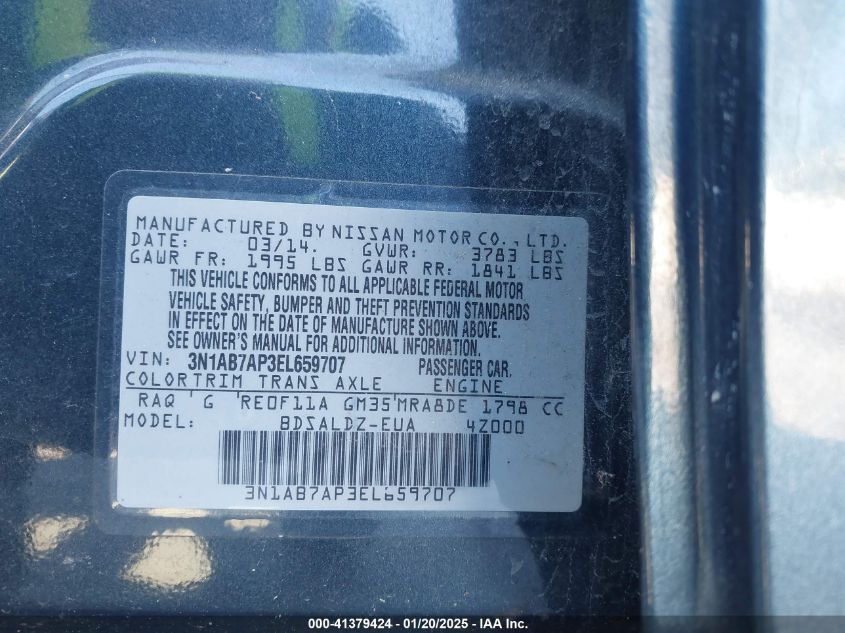 MANUFACTURED BY NISSAN MOTOR CO., LTD.
DATE: 03/14. GVWR: 3783 LBS
GAWR FR: 1995 LBS GAWR RR: 1841 LBS
THIS VEHICLE CONFORMS TO ALL APPLICABLE FEDERAL MOTOR
VEHICLE SAFETY, BUMPER AND THEFT PREVENTION STANDARDS
IN EFFECT ON THE DATE OF MANUFACTURE SHOWN ABOVE.
SEE OWNER'S MANUAL FOR ADDITIONAL INFORMATION.
VIN: 3N1AB7AP3EL659707 PASSENGER CAR.
COLOR TRIM TRANS AXLE ENGINE
RAQ G RE0F11A GM35 MRA8DE 1798 CC
MODEL: BDSALDZ-EUA 4Z000
3N1AB7AP3EL659707
000-41379424 - 01/20/2025 - IAA Inc.